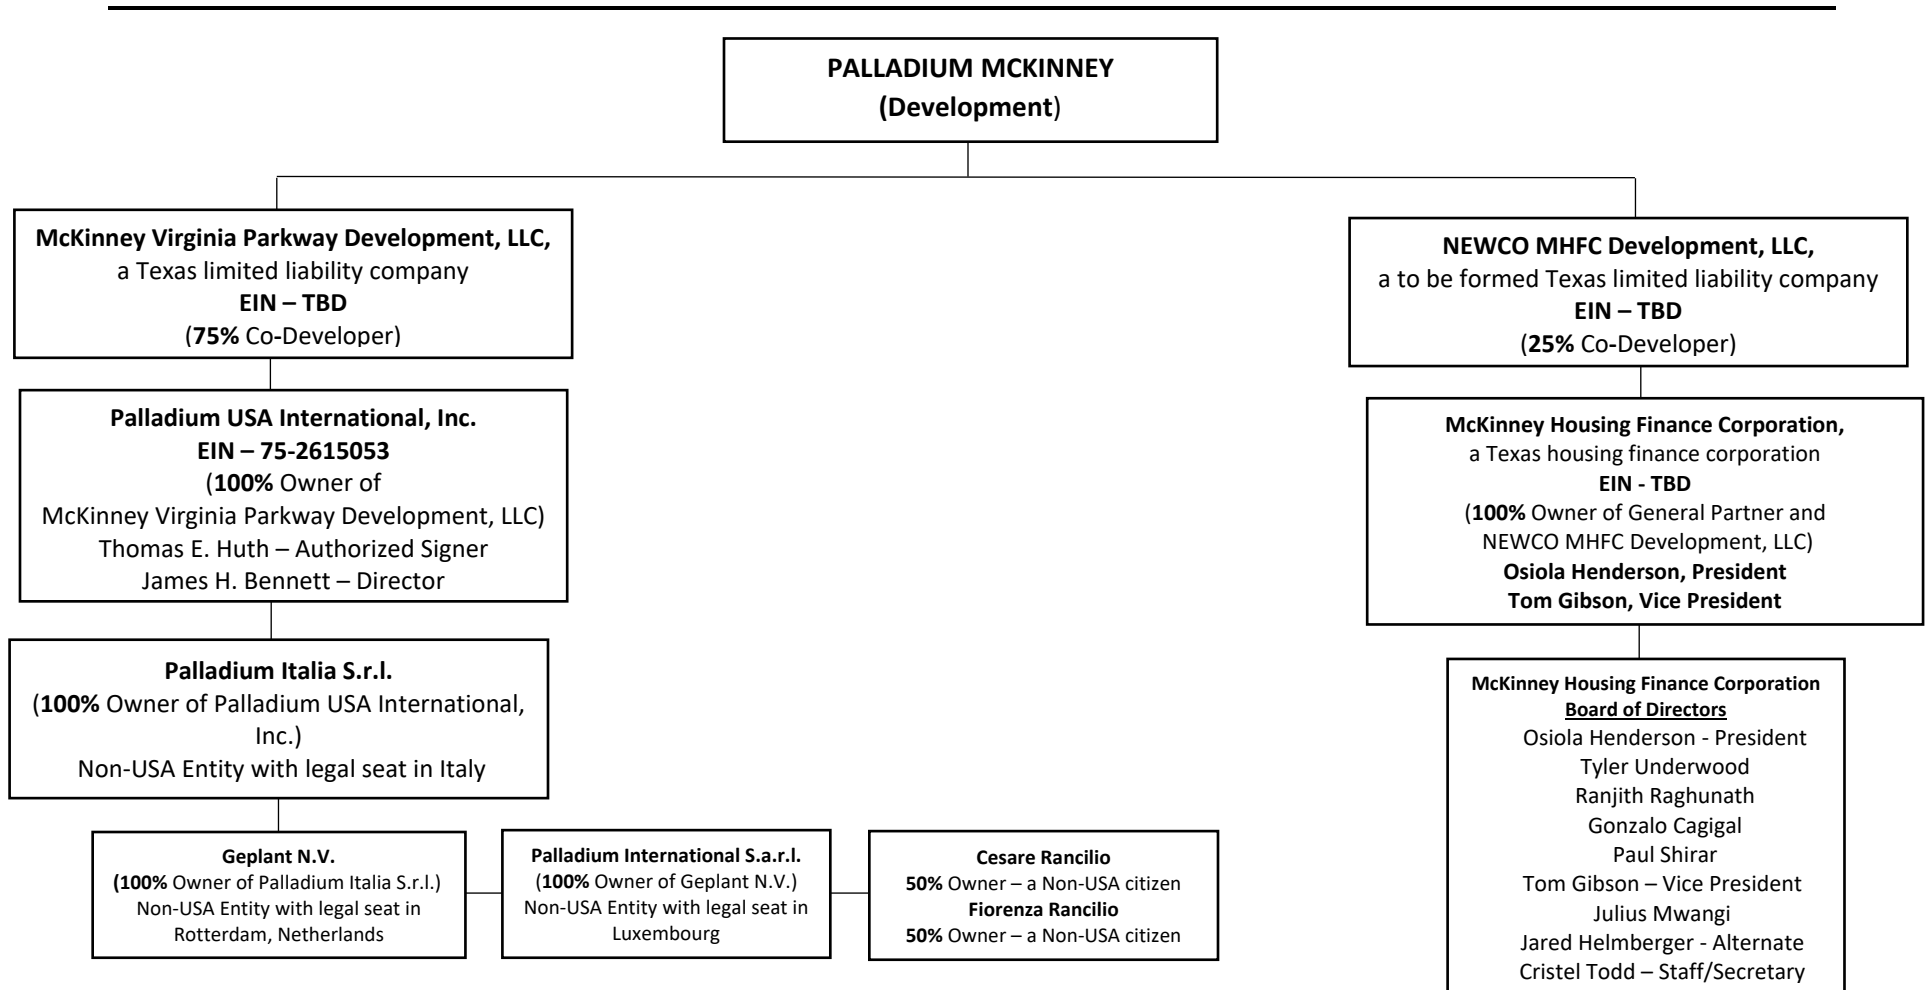 PALLADIUM MCKINNEY
(Development)
McKinney Virginia Parkway Development, LLC,
a Texas limited liability company
EIN – TBD
(75% Co-Developer)
NEWCO MHFC Development, LLC,
a to be formed Texas limited liability company
EIN – TBD
(25% Co-Developer)
Palladium USA International, Inc.
EIN – 75-2615053
(100% Owner of
McKinney Virginia Parkway Development, LLC)
Thomas E. Huth – Authorized Signer
James H. Bennett – Director
McKinney Housing Finance Corporation,
a Texas housing finance corporation
EIN - TBD
(100% Owner of General Partner and
NEWCO MHFC Development, LLC)
Osiola Henderson, President
Tom Gibson, Vice President
Palladium Italia S.r.l.
(100% Owner of Palladium USA International,
Inc.)
Non-USA Entity with legal seat in Italy
McKinney Housing Finance Corporation
Board of Directors
Osiola Henderson - President
Tyler Underwood
Ranjith Raghunath
Gonzalo Cagigal
Paul Shirar
Tom Gibson – Vice President
Julius Mwangi
Jared Helmberger - Alternate
Cristel Todd – Staff/Secretary
Geplant N.V.
(100% Owner of Palladium Italia S.r.l.)
Non-USA Entity with legal seat in
Rotterdam, Netherlands
Palladium International S.a.r.l.
(100% Owner of Geplant N.V.)
Non-USA Entity with legal seat in
Luxembourg
Cesare Rancilio
50% Owner – a Non-USA citizen
Fiorenza Rancilio
50% Owner – a Non-USA citizen